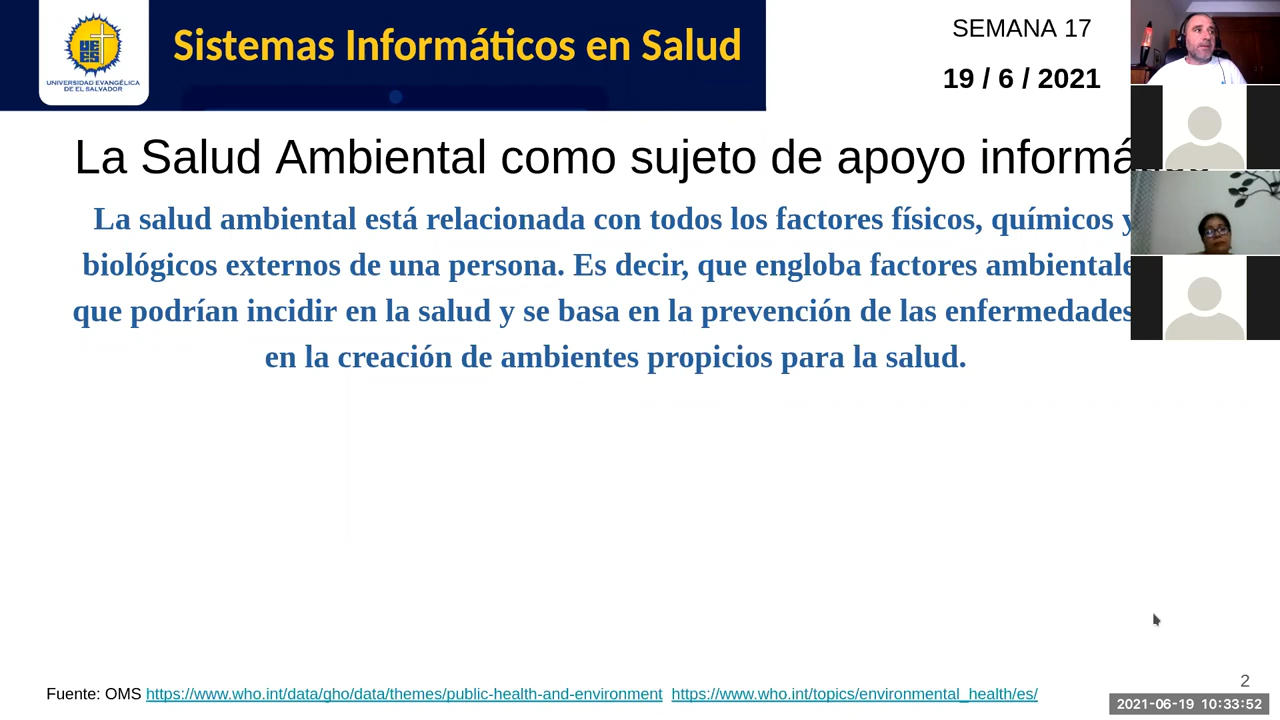 UNIVERSIDAD EVANGÉLICA
DE EL SALVADOR
Sistemas Informáticos en Salud
SEMANA 17
19 / 6 / 2021
La Salud Ambiental como sujeto de apoyo
La salud ambiental está relacionada con todos los factores físicos, químicos y
biológicos externos de una persona. Es decir, que engloba factores
que podrían incidir en la salud y se basa en la prevención de las enfermedades
en la creación de ambientes propicios para la salud.
Fuente: OMS https://www.who.int/data/gho/data/themes/public-health-and-environment https://www.who.int/topics/environmental_health/es/
2
2021-06-19 10:33:52